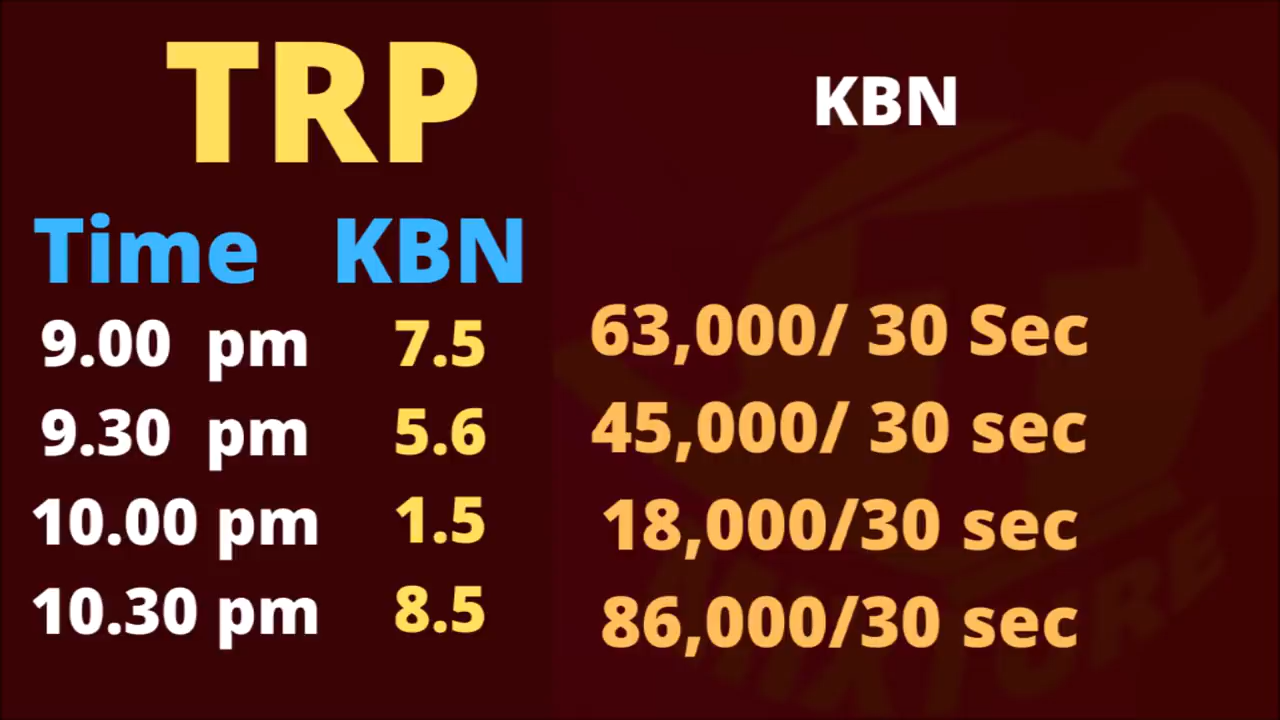 TRP
KBN
Time KBN
9.00 pm 7.5 63,000/ 30 Sec
9.30 pm 5.6 45,000/ 30 sec
10.00 pm 1.5 18,000/30 sec
10.30 pm 8.5 86,000/30 sec
MIXTURE